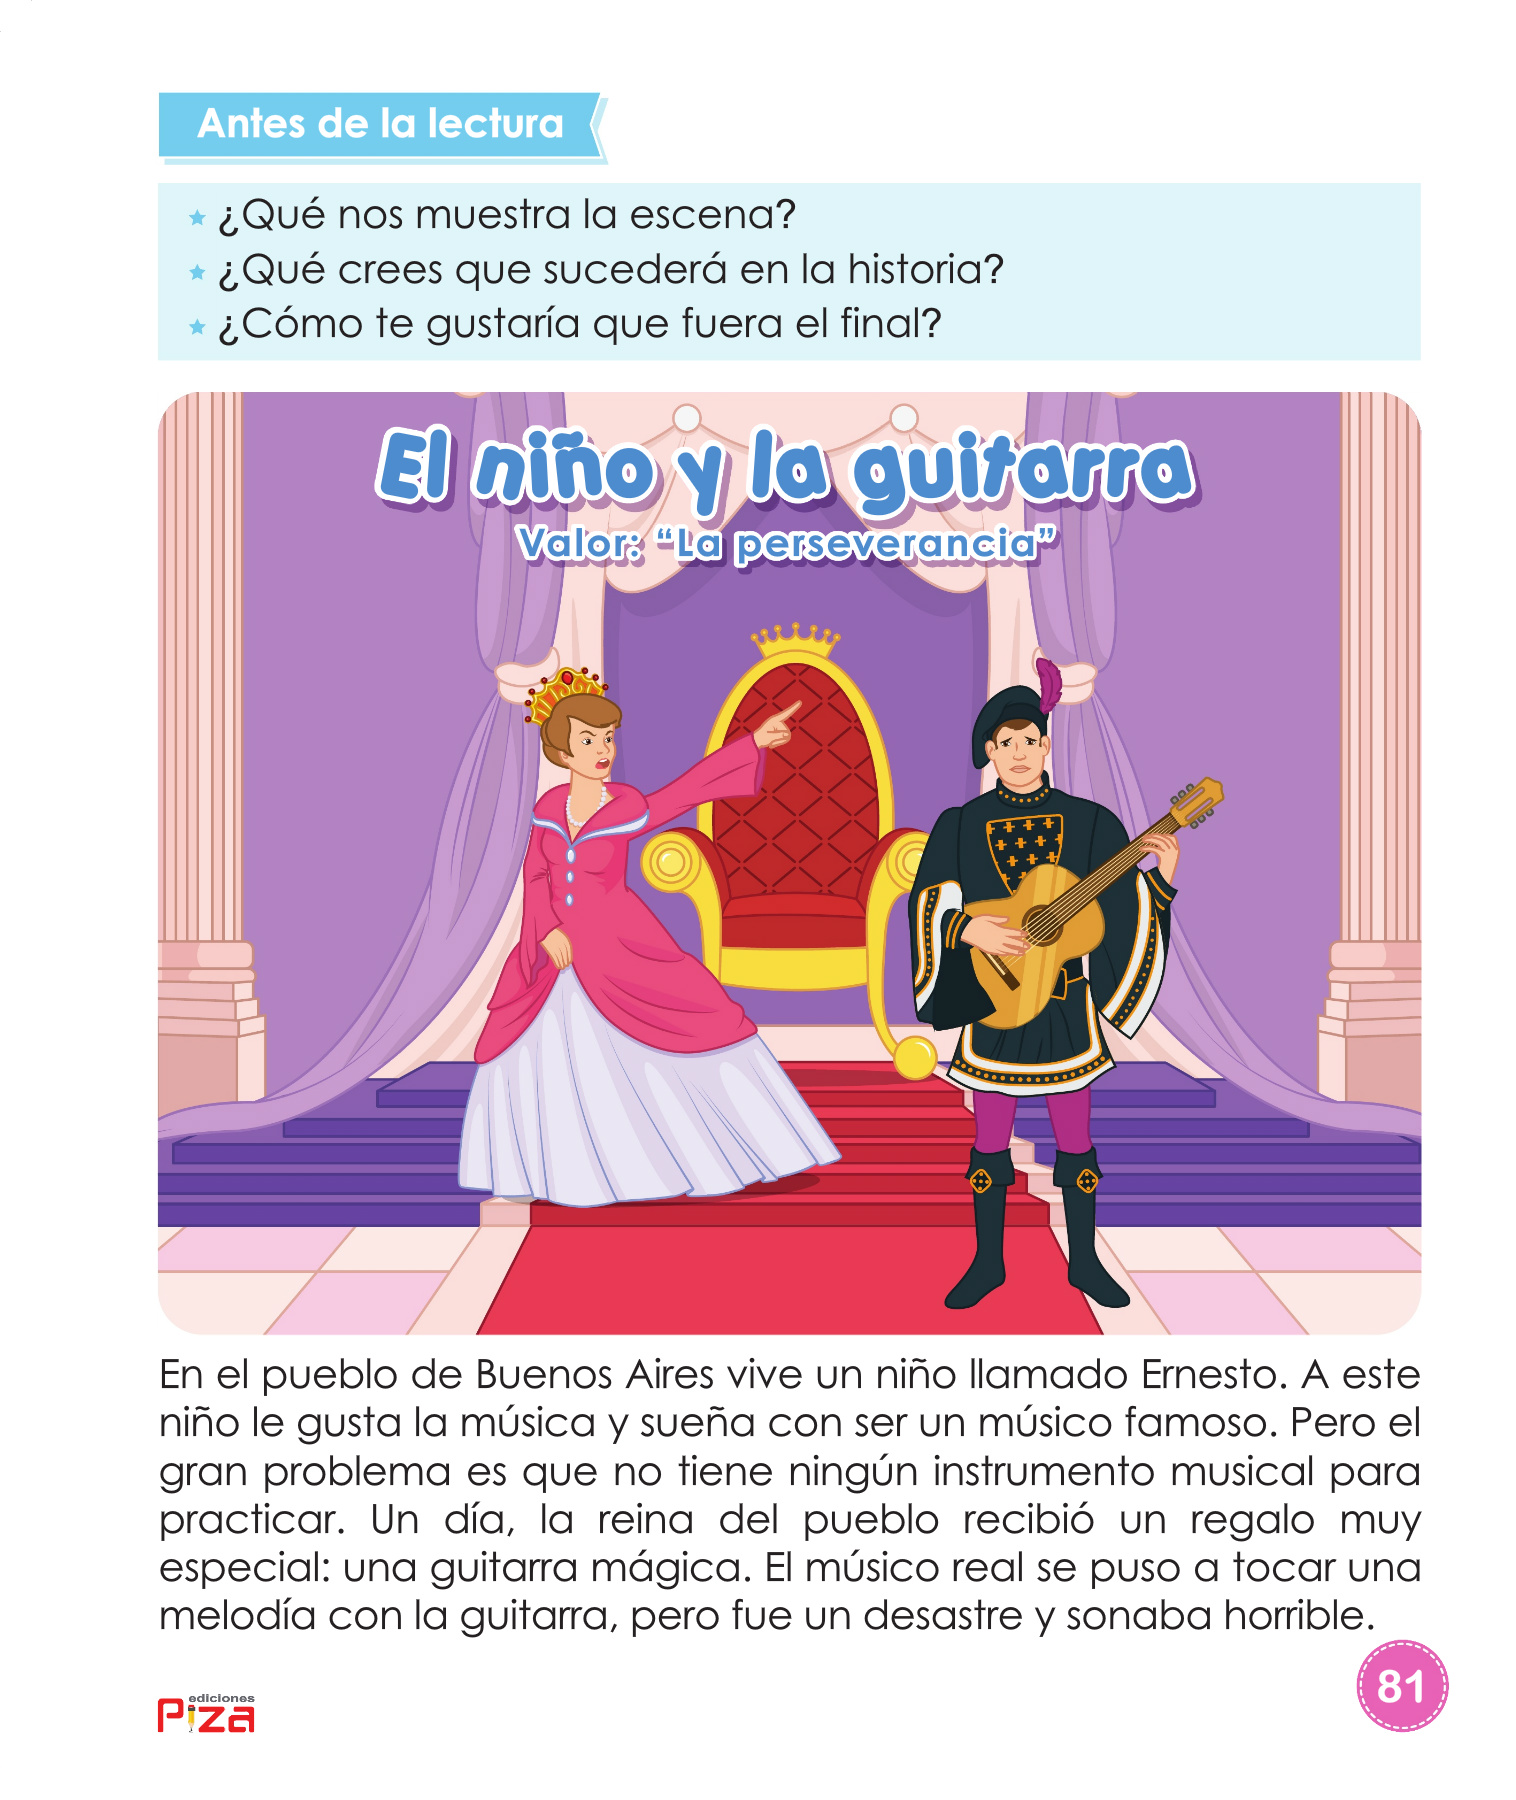 Antes de la lectura
¿Qué nos muestra la escena?
¿Qué crees que sucederá en la historia?
¿Cómo te gustaría que fuera el final?
El niño y la guitarra
Valor: “La perseverancia”
En el pueblo de Buenos Aires vive un niño llamado Ernesto. A este
niño le gusta la música y sueña con ser un músico famoso. Pero el
gran problema es que no tiene ningún instrumento musical para
practicar. Un día, la reina del pueblo recibió un regalo muy
especial: una guitarra mágica. El músico real se puso a tocar una
melodía con la guitarra, pero fue un desastre y sonaba horrible.
81
ediciones
Piza